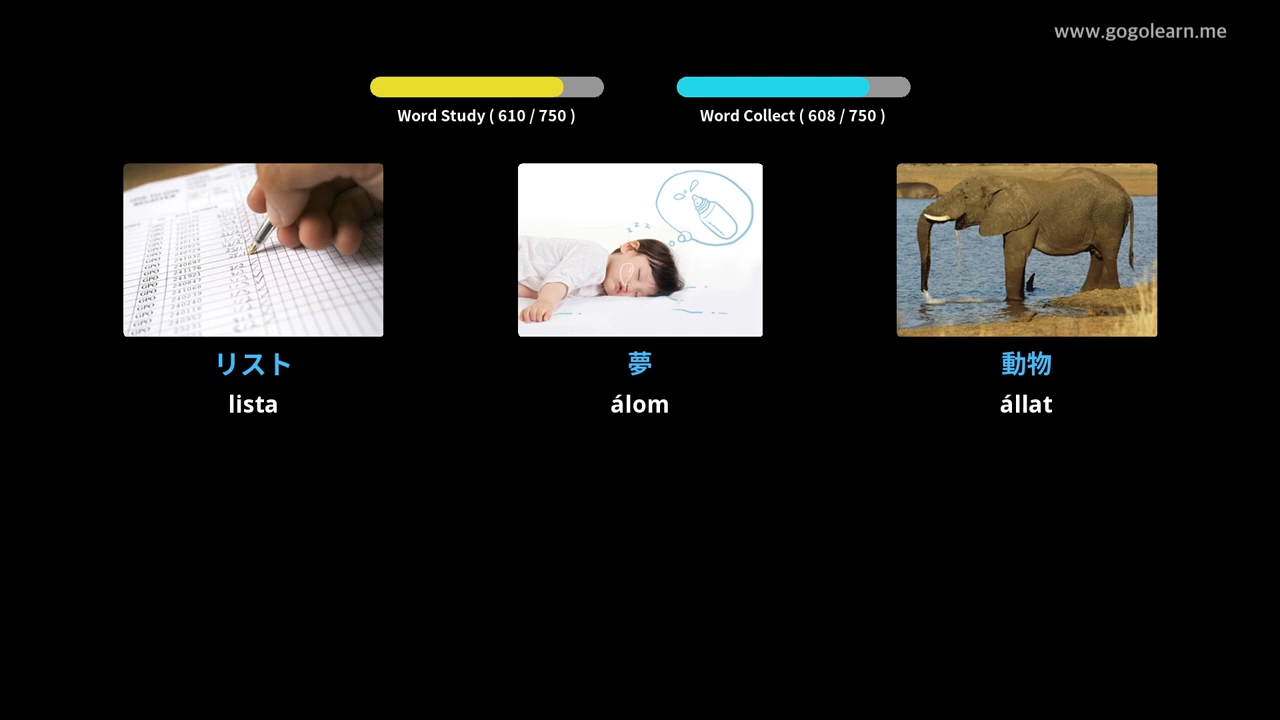 www.gogolearn.me
Word Study ( 610 / 750 )
Word Collect ( 608 / 750 )
z z z
リスト
夢
動物
lista
álom
állat